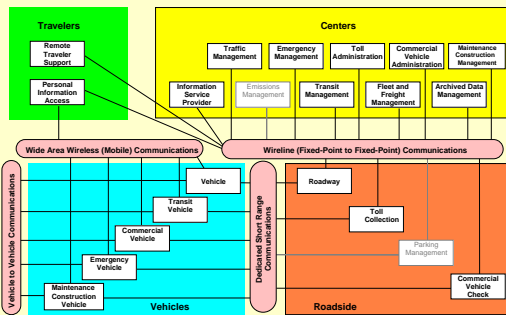 Travelers
Remote
Traveler
Support
Personal
Information
Access
Centers
Traffic
Management
Emergency
Management
Toll
Administration
Commercial
Vehicle
Administration
Maintenance
Construction
Management
Information
Service
Provider
Emissions
Management
Transit
Management
Fleet and
Freight
Management
Archived Data
Management
Wide Area Wireless (Mobile) Communications
Wireline (Fixed-Point to Fixed-Point) Communications
Vehicle to Vehicle Communications
Vehicle
Transit
Vehicle
Commercial
Vehicle
Emergency
Vehicle
Maintenance
Construction
Vehicle
Vehicles
Dedicated Short Range
Communications
Roadway
Toll
Collection
Parking
Management
Commercial
Vehicle
Check
Roadside